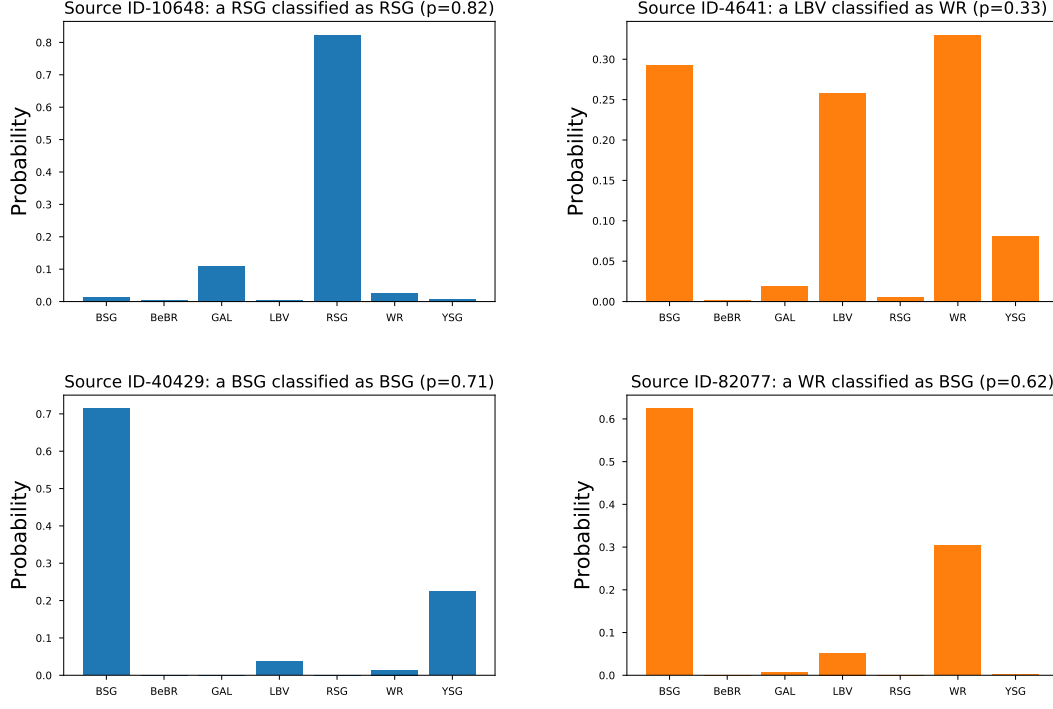 Source ID-10648: a RSG classified as RSG (p=0.82)
Probability
0.8
0.7
0.6
0.5
0.4
0.3
0.2
0.1
0.0
BSG BeBR GAL LBV RSG WR YSG
Source ID-4641: a LBV classified as WR (p=0.33)
Probability
0.30
0.25
0.20
0.15
0.10
0.05
0.00
BSG BeBR GAL LBV RSG WR YSG
Source ID-40429: a BSG classified as BSG (p=0.71)
Probability
0.7
0.6
0.5
0.4
0.3
0.2
0.1
0.0
BSG BeBR GAL LBV RSG WR YSG
Source ID-82077: a WR classified as BSG (p=0.62)
Probability
0.6
0.5
0.4
0.3
0.2
0.1
0.0
BSG BeBR GAL LBV RSG WR YSG